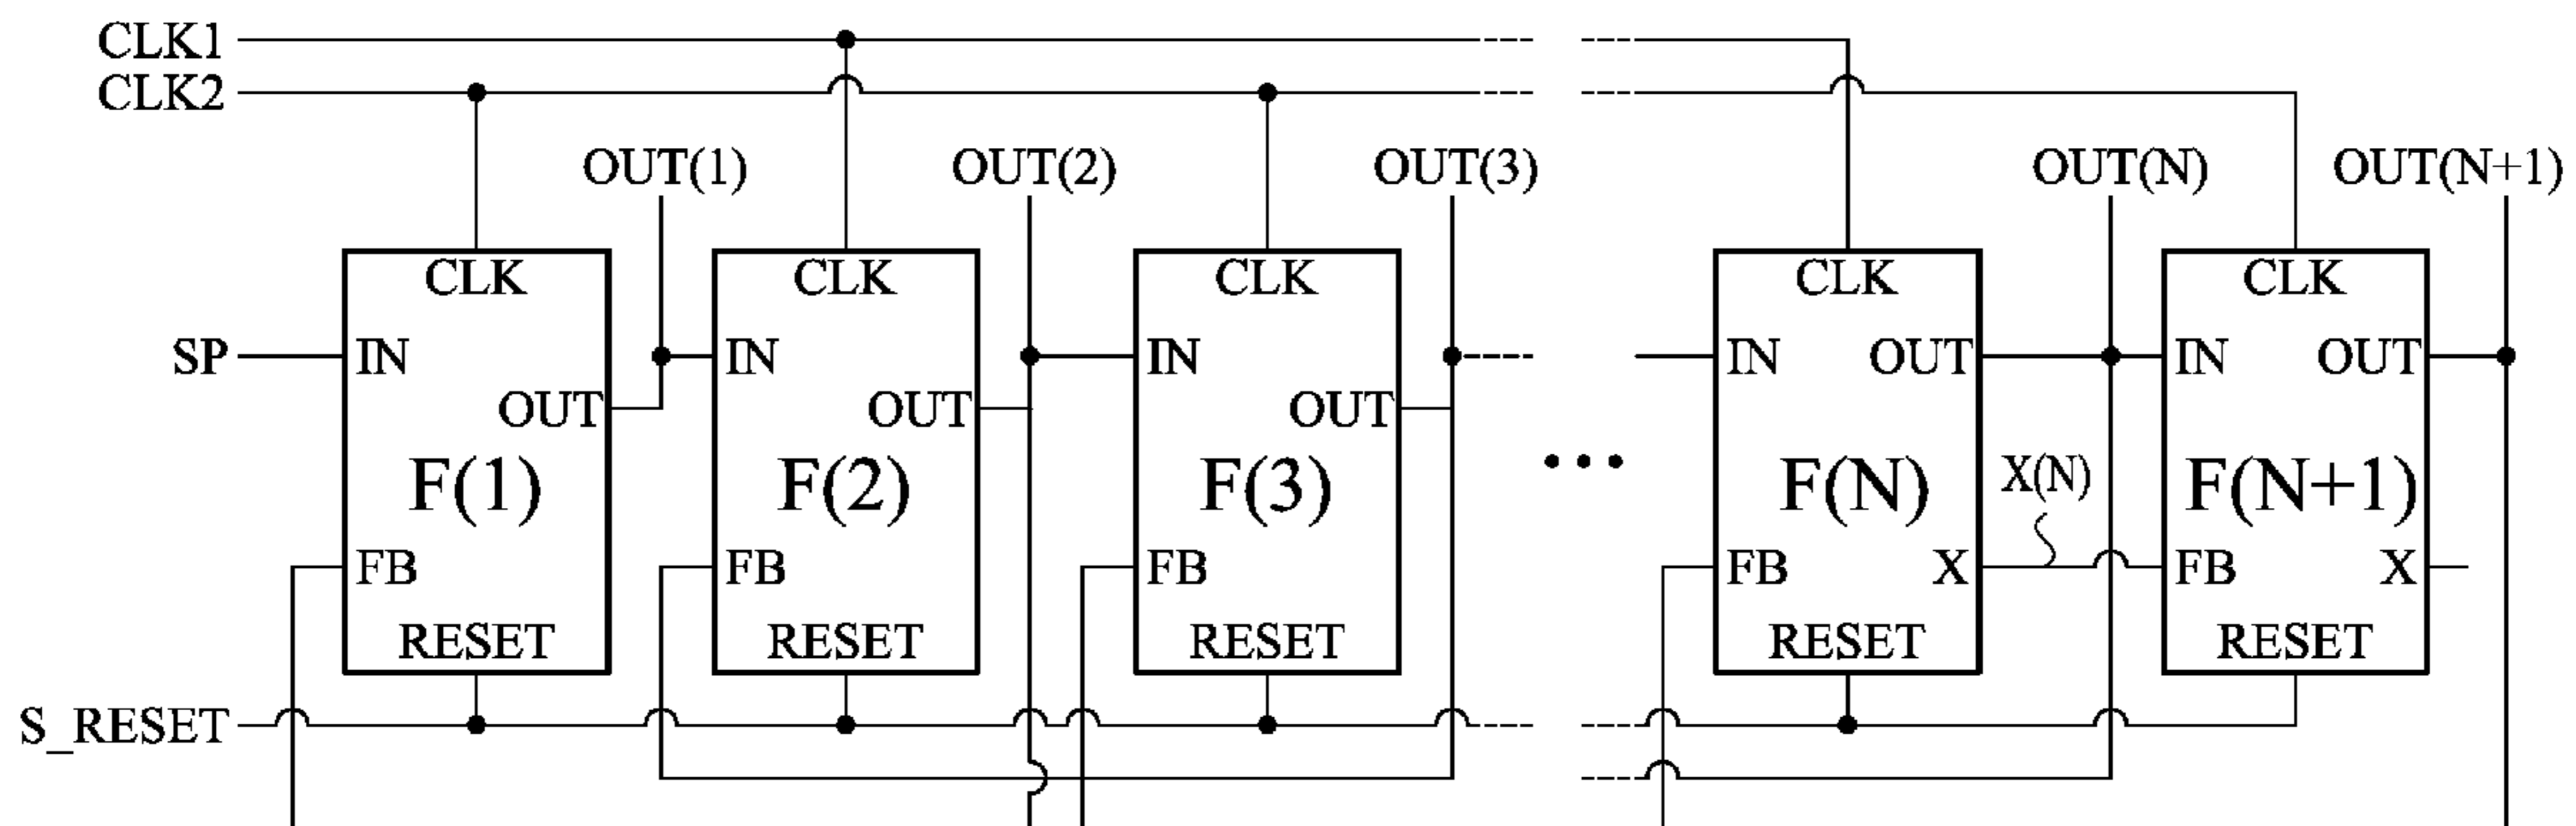 CLK1
CLK2
OUT(1) OUT(2) OUT(3) OUT(N) OUT(N+1)
CLK CLK CLK CLK CLK
SP IN IN IN IN OUT IN OUT
OUT OUT OUT
F(1) F(2) F(3) ••• F(N) X(N) F(N+1)
FB FB FB FB X FB X
RESET RESET RESET RESET RESET
S_RESET